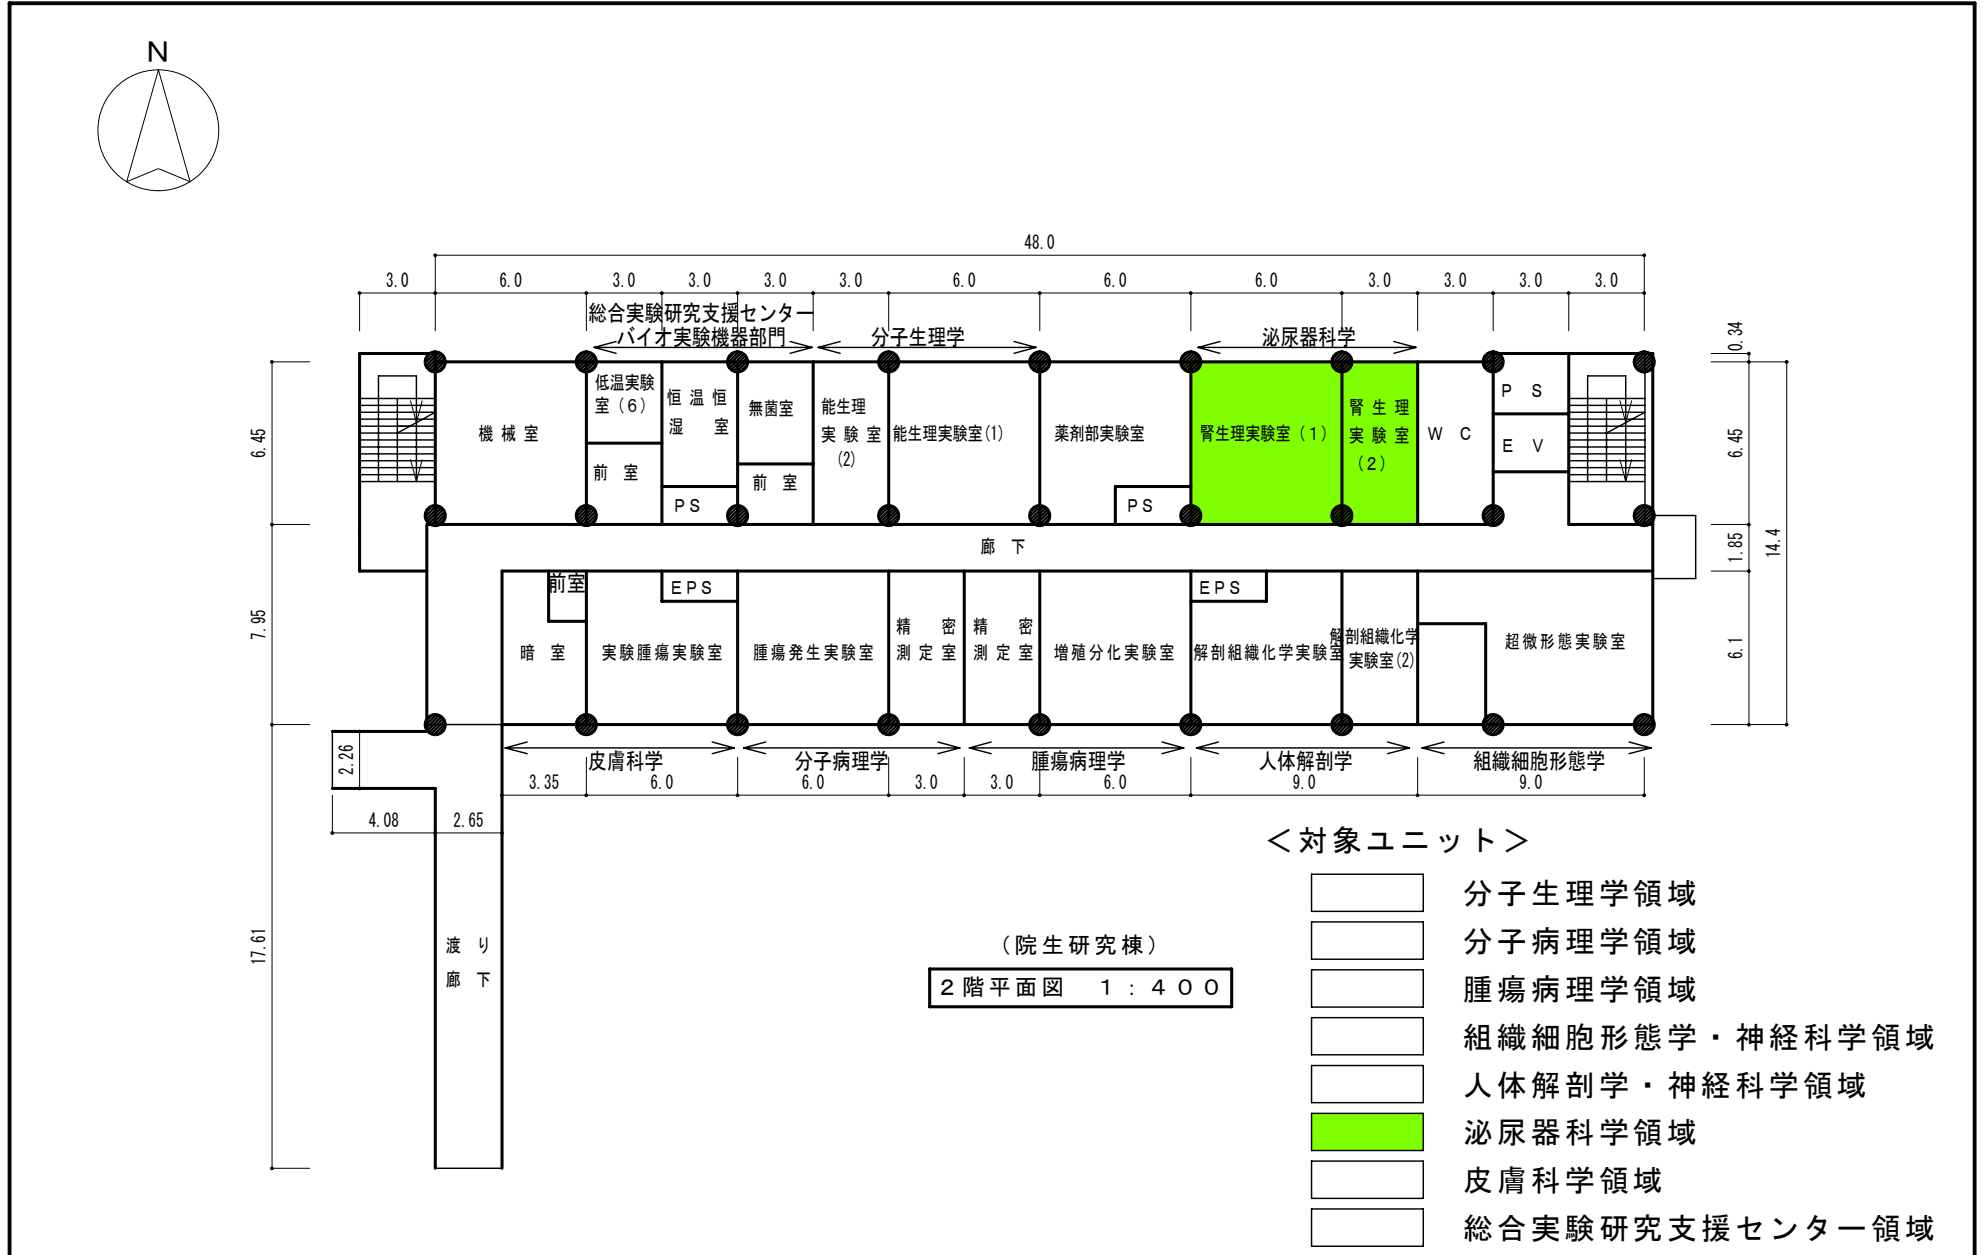 N
48.0
3.0 6.0 3.0 3.0 3.0 3.0 6.0 6.0 6.0 3.0 3.0 3.0 3.0
総合実験研究支援センター
バイオ実験機器部門
分子生理学
泌尿器科学
0.34
6.45
7.95
17.61
6.45
1.85
14.4
6.1
機械室
低温実験
室(6)
前 室
恒温恒
湿 室
PS
無菌室
前 室
能生理
実験室
(2)
能生理実験室(1)
薬剤部実験室
PS
腎生理実験室(1)
腎生理
実験室
(2)
W C
P S
E V
廊 下
前室
暗 室
実験腫瘍実験室
EPS
腫瘍発生実験室
精 密
測定室
精 密
測定室
増殖分化実験室
EPS
解剖組織化学実験室
解剖組織化学
実験室(2)
超微形態実験室
皮膚科学
分子病理学
腫瘍病理学
人体解剖学
組織細胞形態学
3.35 6.0 6.0 3.0 3.0 6.0 9.0 9.0
2.26
4.08 2.65
渡 り
廊 下
(院生研究棟)
2階平面図 1:400
<対象ユニット>
分子生理学領域
分子病理学領域
腫瘍病理学領域
組織細胞形態学・神経科学領域
人体解剖学・神経科学領域
泌尿器科学領域
皮膚科学領域
総合実験研究支援センター領域